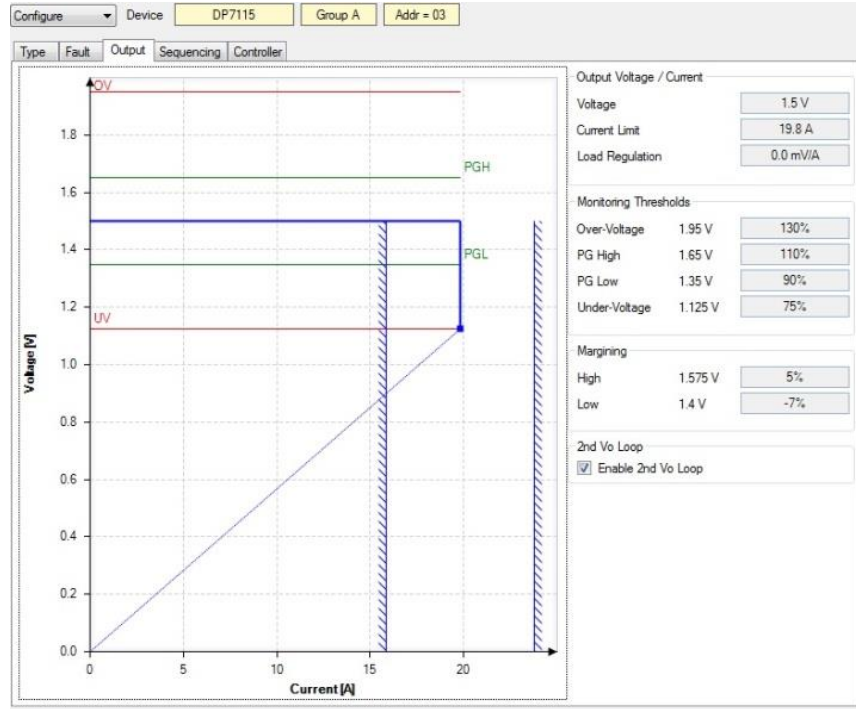 Configure Device DP7115 Group A Addr = 03
Type Fault Output Sequencing Controller
OV
1.8
PGH
1.6
1.4
PGL
1.2
UV
1.0
0.8
0.6
0.4
0.2
0.0
0 5 10 15 20
Voltage [V]
Current [A]
Output Voltage / Current
Voltage 1.5 V
Current Limit 19.8 A
Load Regulation 0.0 mV/A
Monitoring Thresholds
Over-Voltage 1.95 V 130%
PG High 1.65 V 110%
PG Low 1.35 V 90%
Under-Voltage 1.125 V 75%
Margining
High 1.575 V 5%
Low 1.4 V -7%
2nd Vo Loop
Enable 2nd Vo Loop